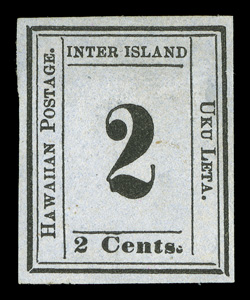 INTER ISLAND
HAWAIIAN POSTAGE.
2
UKU LETA.
2 Cents.